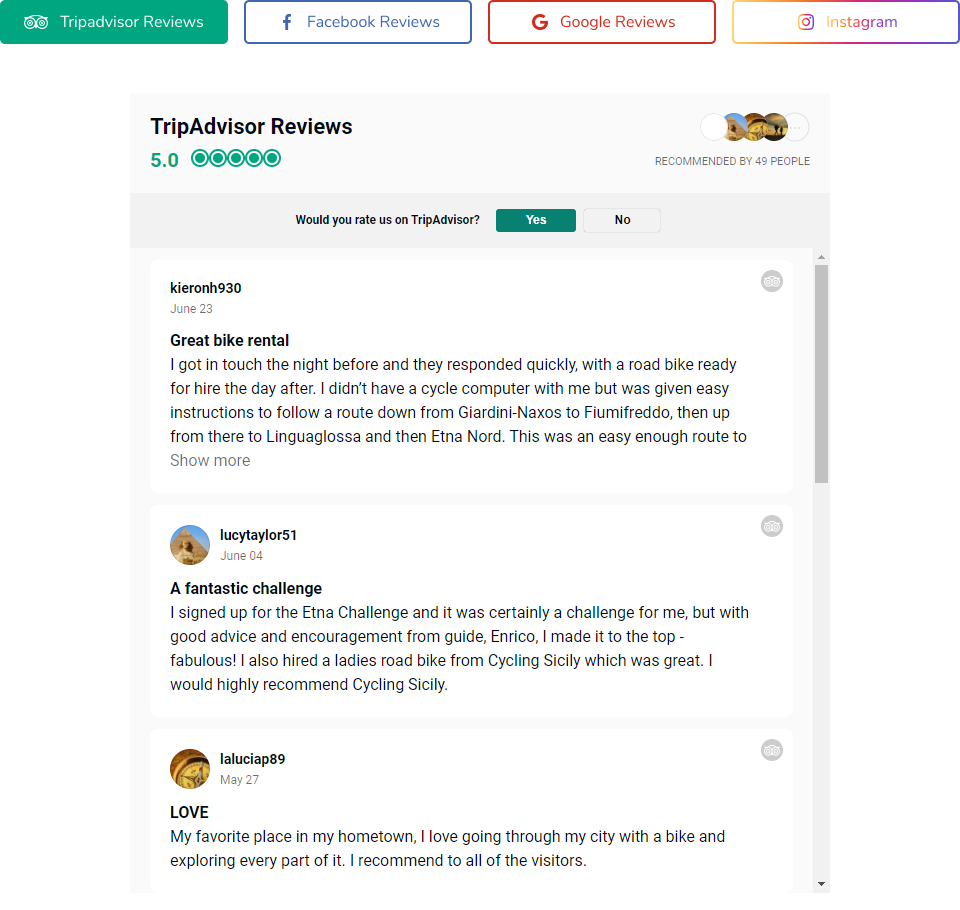 Tripadvisor Reviews
Facebook Reviews
Google Reviews
Instagram
TripAdvisor Reviews
5.0
RECOMMENDED BY 49 PEOPLE
Would you rate us on TripAdvisor?
Yes
No
kieronh930
June 23
Great bike rental
I got in touch the night before and they responded quickly, with a road bike ready
for hire the day after. I didn’t have a cycle computer with me but was given easy
instructions to follow a route down from Giardini-Naxos to Fiumifreddo, then up
from there to Linguaglossa and then Etna Nord. This was an easy enough route to
Show more
lucytaylor51
June 04
A fantastic challenge
I signed up for the Etna Challenge and it was certainly a challenge for me, but with
good advice and encouragement from guide, Enrico, I made it to the top -
fabulous! I also hired a ladies road bike from Cycling Sicily which was great. I
would highly recommend Cycling Sicily.
laluciap89
May 27
LOVE
My favorite place in my hometown, I love going through my city with a bike and
exploring every part of it. I recommend to all of the visitors.